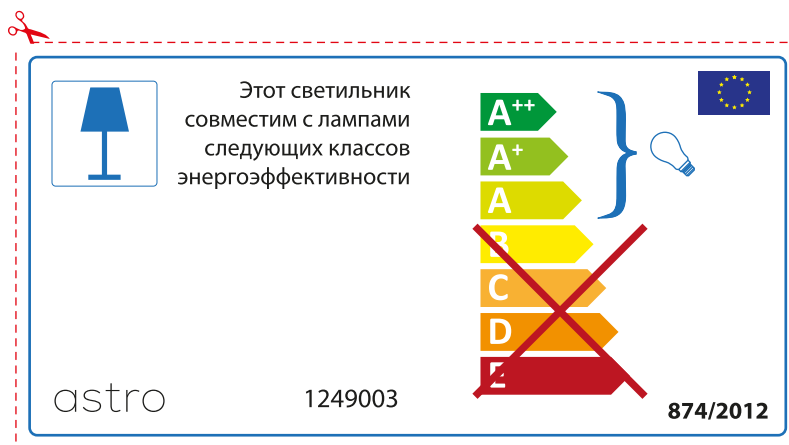 Этот светильник
совместим с лампами
следующих классов
энергоэффективности
A++
A+
A
B
C
D
E
astro
1249003
874/2012